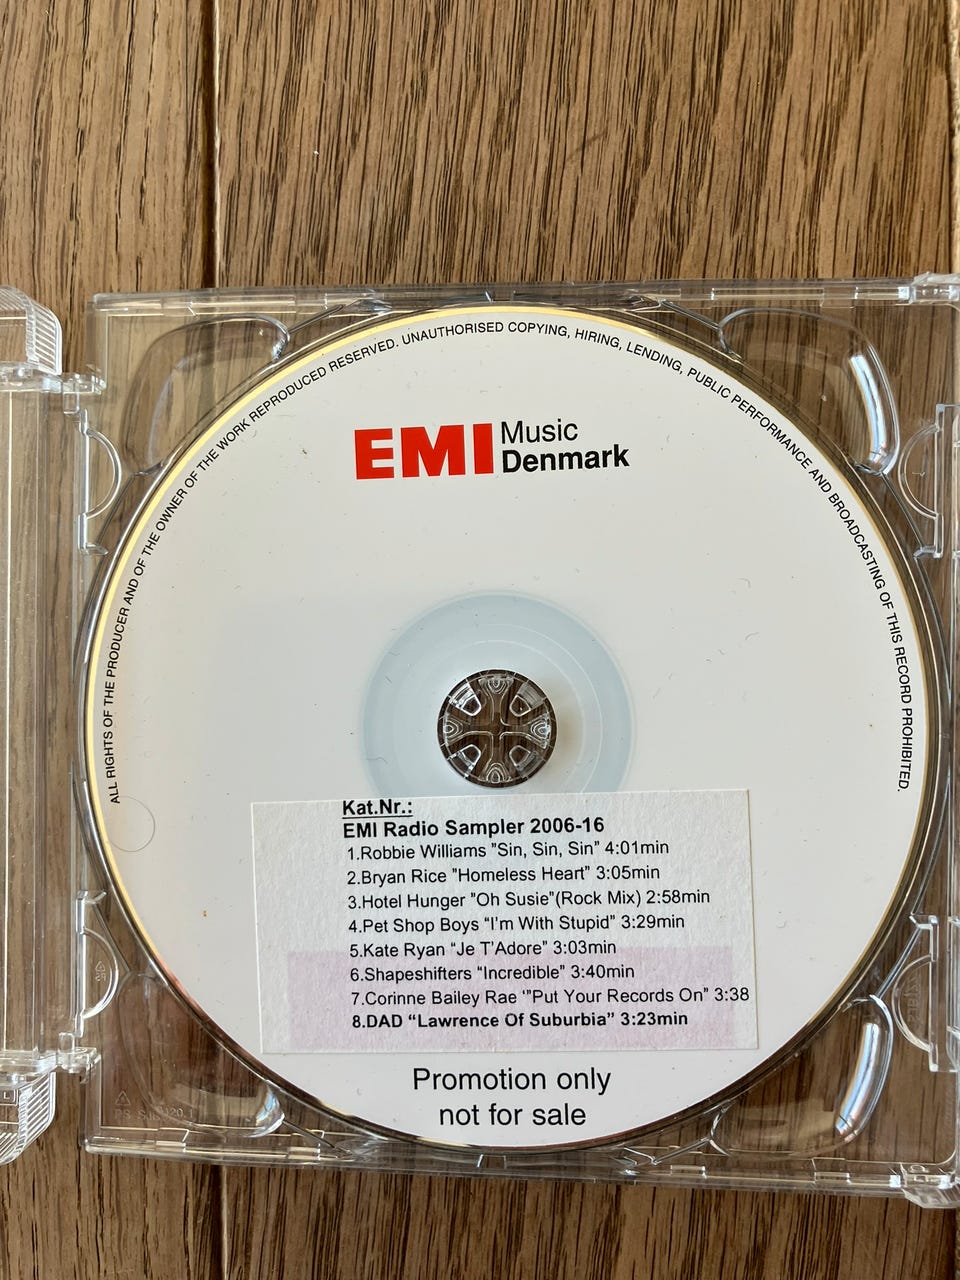 ALL RIGHTS OF THE PRODUCER AND OF THE OWNER OF THE WORK REPRODUCED RESERVED. UNAUTHORISED COPYING, HIRING, LENDING, PUBLIC PERFORMANCE AND BROADCASTING OF THIS RECORD PROHIBITED.
EMI Music
Denmark
Kat.Nr.:
EMI Radio Sampler 2006-16
1.Robbie Williams ”Sin, Sin, Sin” 4:01min
2.Bryan Rice ”Homeless Heart” 3:05min
3.Hotel Hunger ”Oh Susie”(Rock Mix) 2:58min
4.Pet Shop Boys “I’m With Stupid” 3:29min
5.Kate Ryan “Je T’Adore” 3:03min
6.Shapeshifters “Incredible” 3:40min
7.Corinne Bailey Rae ‘”Put Your Records On” 3:38
8.DAD “Lawrence Of Suburbia” 3:23min
Promotion only
not for sale